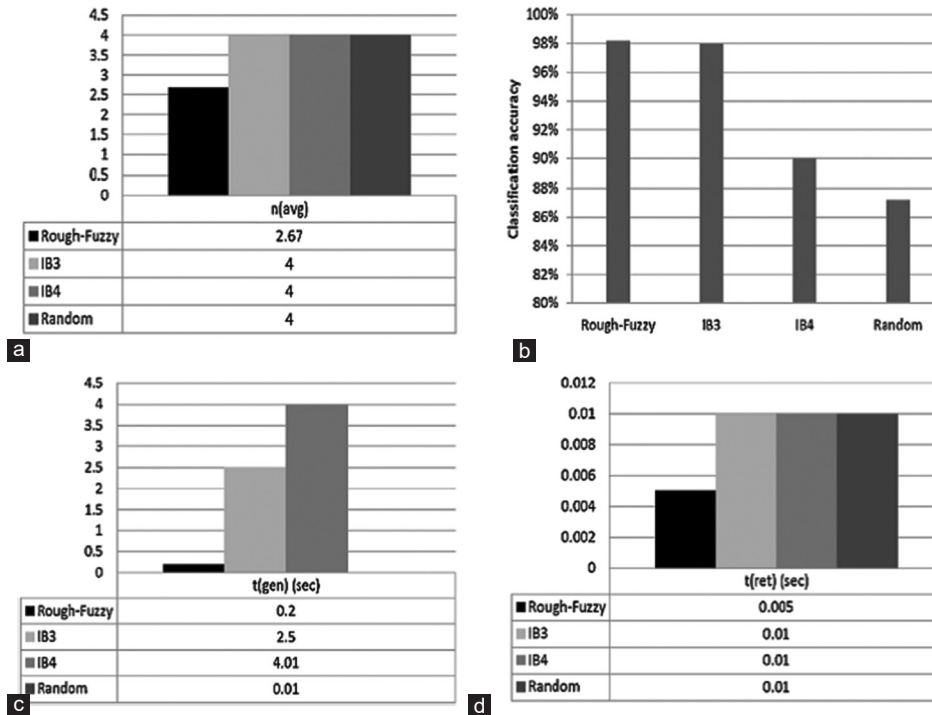 4.5
4
3.5
3
2.5
2
1.5
1
0.5
0
n(avg)
Rough-Fuzzy 2.67
IB3 4
IB4 4
Random 4
a
Classification accuracy
100%
98%
96%
94%
92%
90%
88%
86%
84%
82%
80%
Rough-Fuzzy IB3 IB4 Random
b
4.5
4
3.5
3
2.5
2
1.5
1
0.5
0
t(gen) (sec)
Rough-Fuzzy 0.2
IB3 2.5
IB4 4.01
Random 0.01
c
0.012
0.01
0.008
0.006
0.004
0.002
0
t(ret) (sec)
Rough-Fuzzy 0.005
IB3 0.01
IB4 0.01
Random 0.01
d